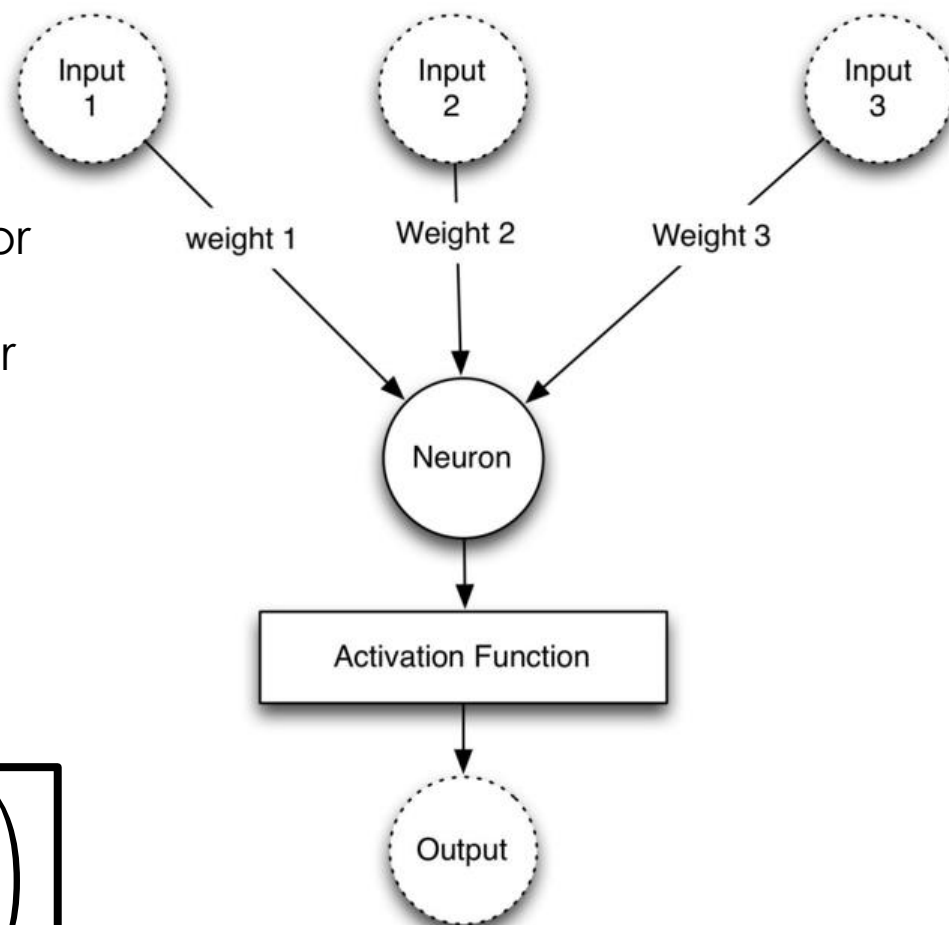 Input
1
Input
2
Input
3
weight 1
Weight 2
Weight 3
Neuron
Activation Function
Output